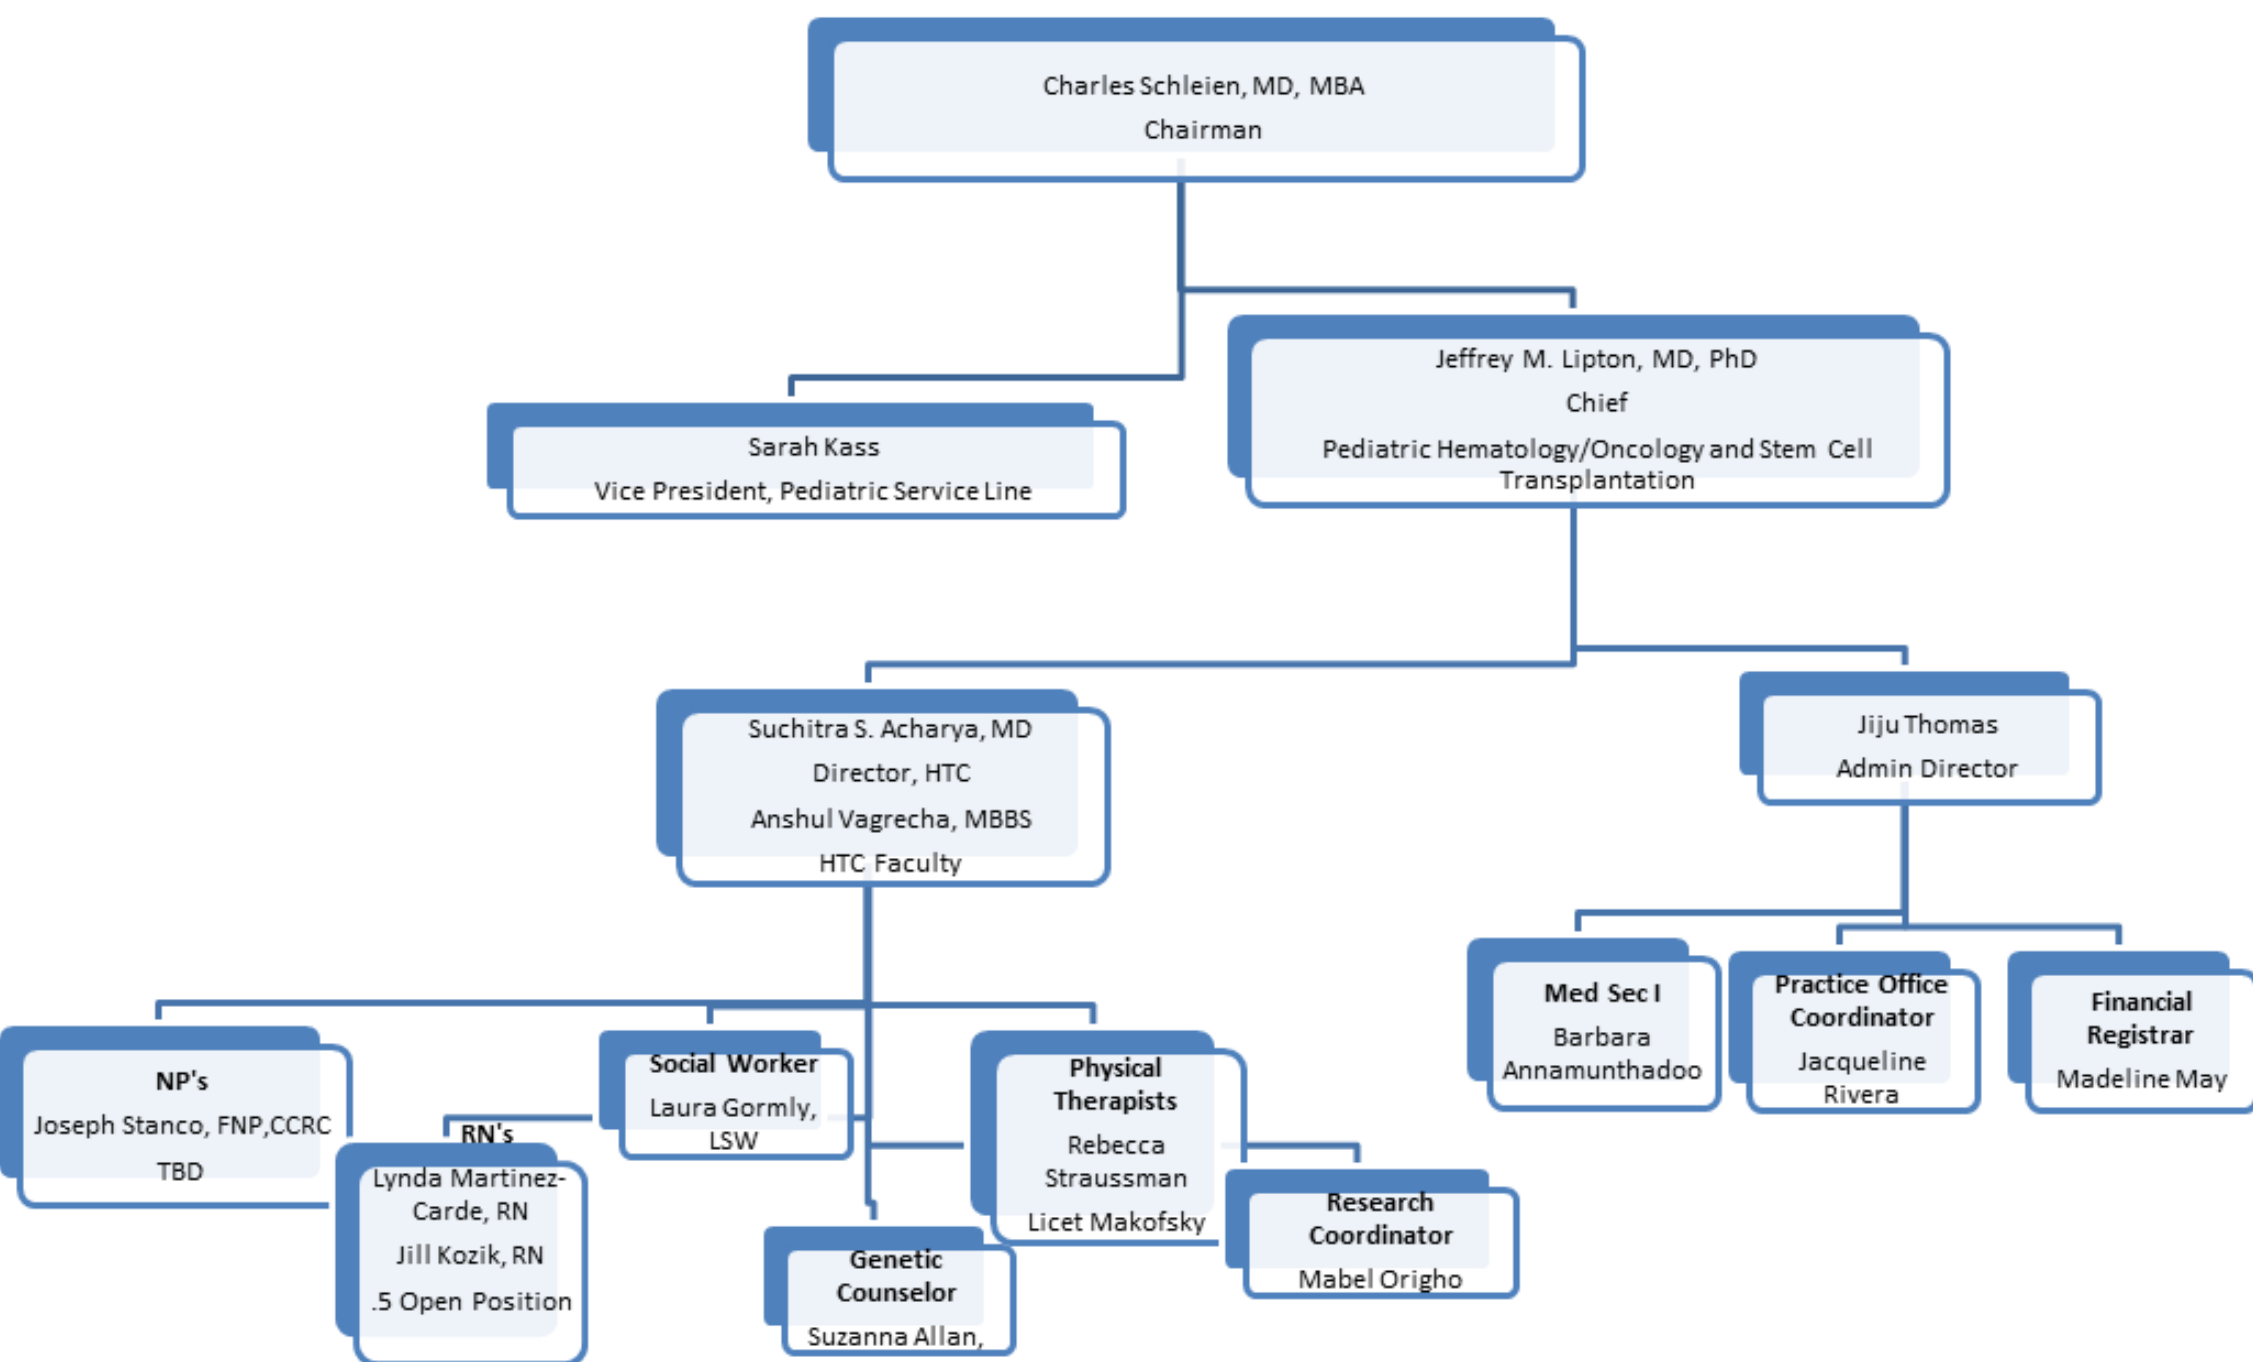 Charles Schleien, MD, MBA
Chairman
Jeffrey M. Lipton, MD, PhD
Chief
Pediatric Hematology/Oncology and Stem Cell
Transplantation
Sarah Kass
Vice President, Pediatric Service Line
Suchitra S. Acharya, MD
Director, HTC
Anshul Vagrecha, MBBS
HTC Faculty
Jiju Thomas
Admin Director
NP's
Joseph Stanco, FNP,CCRC
TBD
RN's
Lynda Martinez-
Carde, RN
Jill Kozik, RN
.5 Open Position
Social Worker
Laura Gormly,
LSW
Genetic
Counselor
Suzanna Allan,
Physical
Therapists
Rebecca
Straussman
Licet Makofsky
Research
Coordinator
Mabel Origho
Med Sec I
Barbara
Annamunthadoo
Practice Office
Coordinator
Jacqueline
Rivera
Financial
Registrar
Madeline May